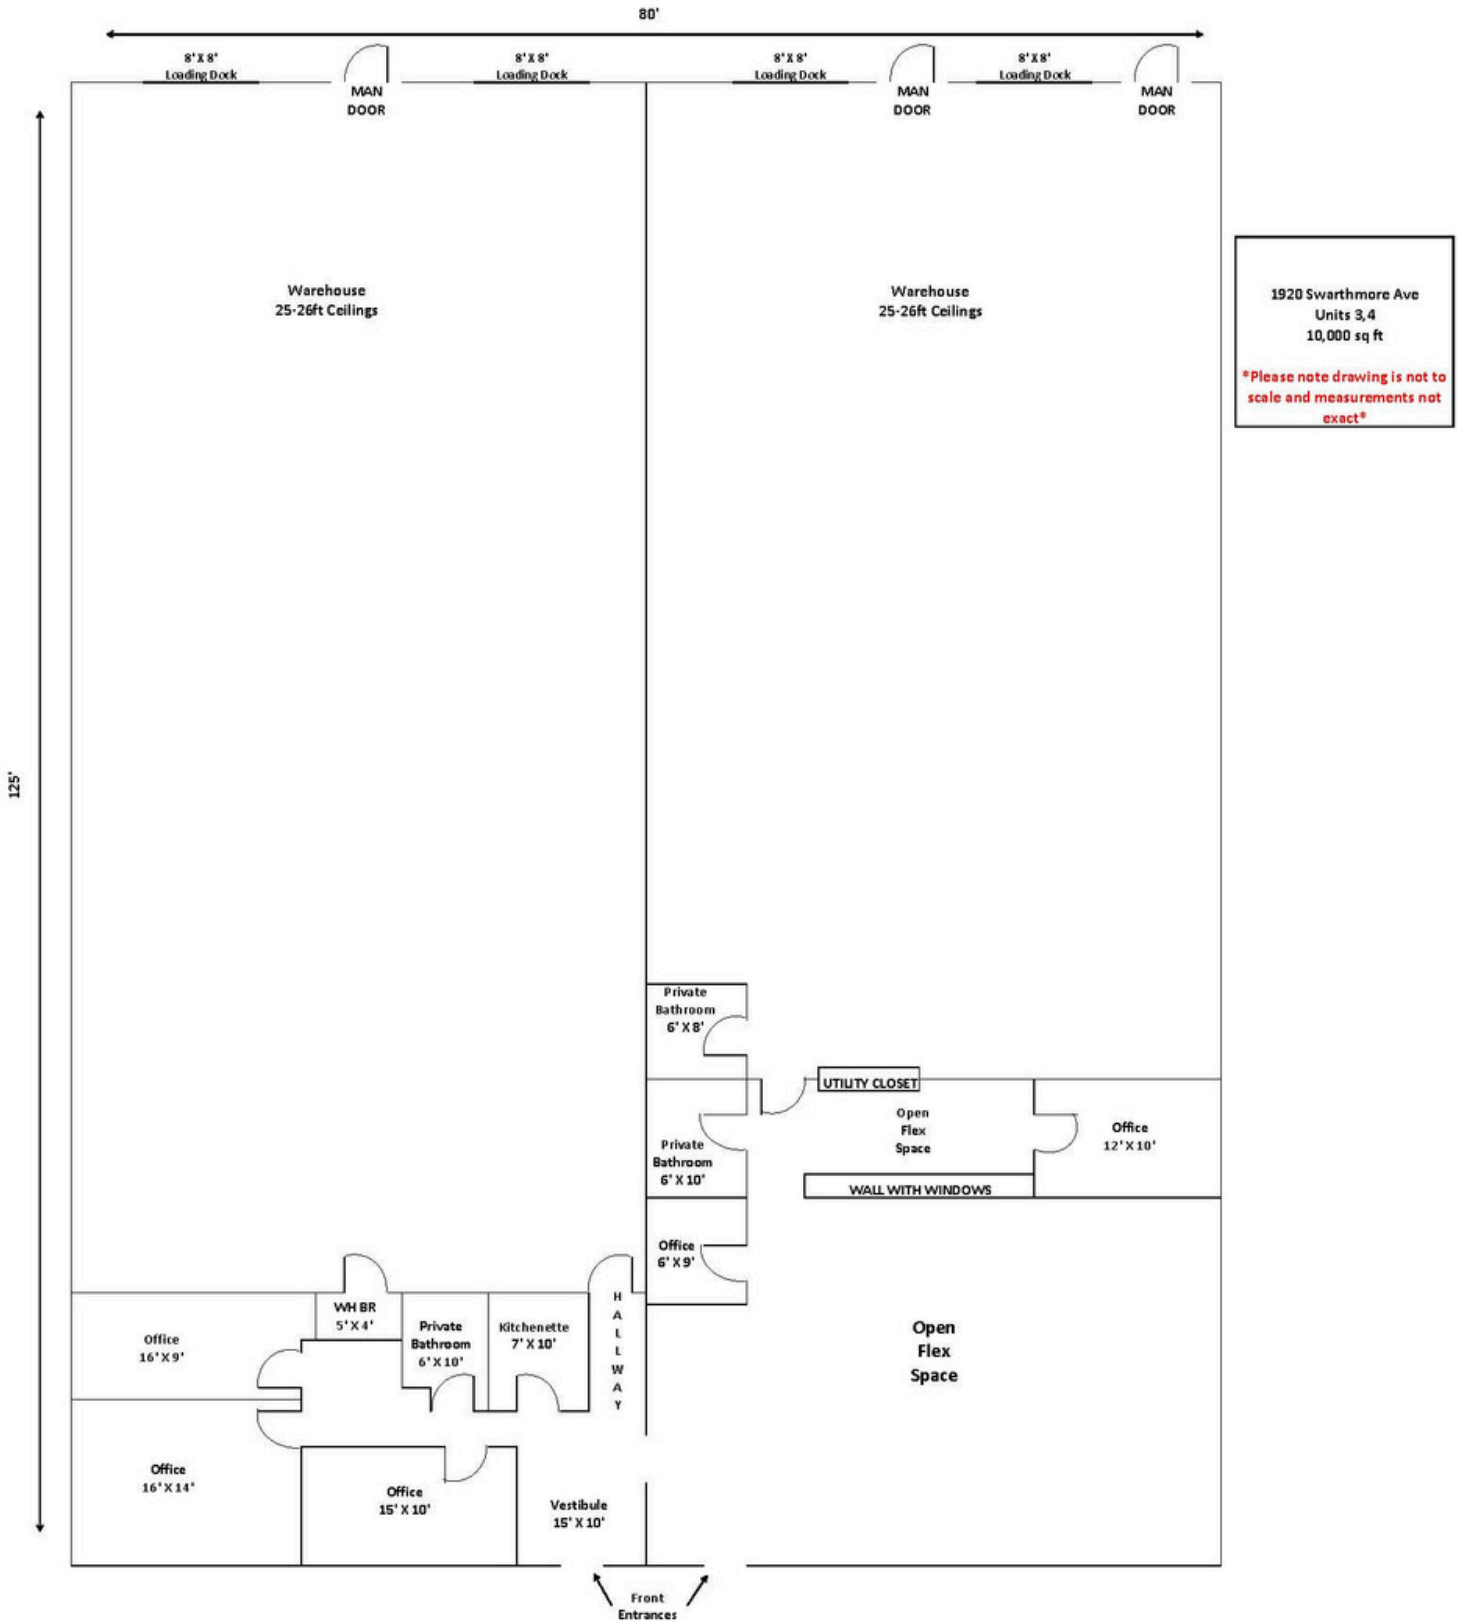 80'
8' X 8'
Loading Dock
MAN
DOOR
8' X 8'
Loading Dock
8' X 8'
Loading Dock
MAN
DOOR
8' X 8'
Loading Dock
MAN
DOOR
125'
Warehouse
25-26ft Ceilings
Warehouse
25-26ft Ceilings
1920 Swarthmore Ave
Units 3,4
10,000 sq ft
*Please note drawing is not to
scale and measurements not
exact*
Private
Bathroom
6' X 8'
UTILITY CLOSET
Open
Flex
Space
Office
12' X 10'
Private
Bathroom
6' X 10'
WALL WITH WINDOWS
Office
6' X 9'
WH BR
5' X 4'
Office
16' X 9'
Private
Bathroom
6' X 10'
Kitchenette
7' X 10'
HALLWAY
Open
Flex
Space
Office
16' X 14'
Office
15' X 10'
Vestibule
15' X 10'
Front
Entrances